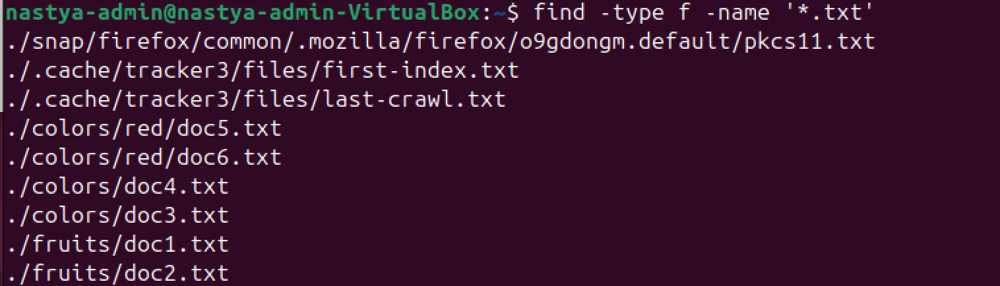 nastya-admin@nastya-admin-VirtualBox:~$ find -type f -name '*.txt'
./snap/firefox/common/.mozilla/firefox/o9gdongm.default/pkcs11.txt
./.cache/tracker3/files/first-index.txt
./.cache/tracker3/files/last-crawl.txt
./colors/red/doc5.txt
./colors/red/doc6.txt
./colors/doc4.txt
./colors/doc3.txt
./fruits/doc1.txt
./fruits/doc2.txt